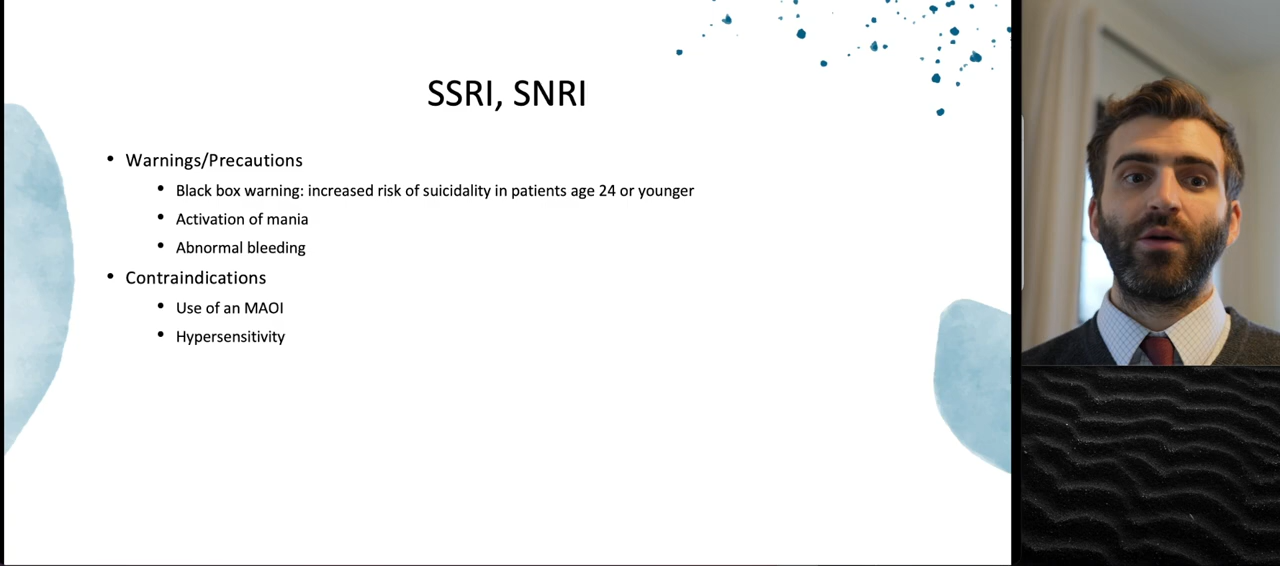 SSRI, SNRI
• Warnings/Precautions
• Black box warning: increased risk of suicidality in patients age 24 or younger
• Activation of mania
• Abnormal bleeding
• Contraindications
• Use of an MAOI
• Hypersensitivity